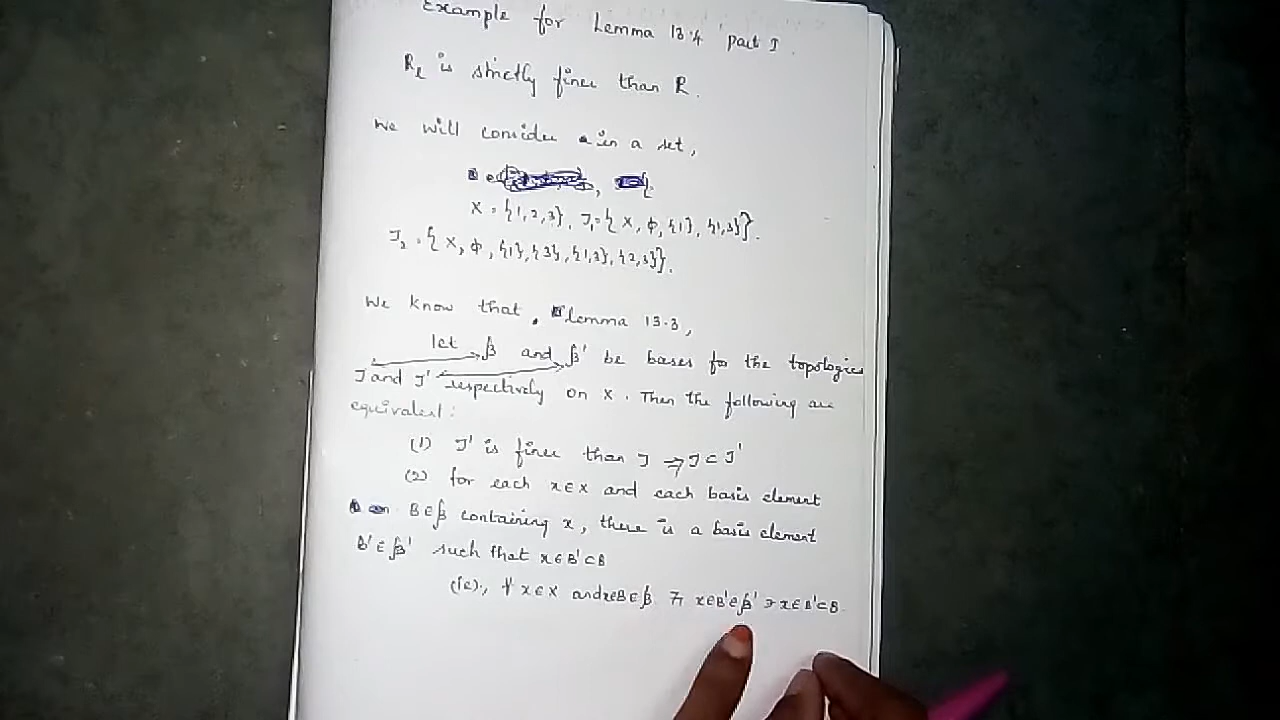 Example for Lemma 13.4 part I.
Rℓ is strictly finer than R.
We will consider in a set,
X = {1,2,3}, J₁ = { X, ϕ, {1}, {1,3}}.
J₂ = { X, ϕ, {1}, {3}, {1,3}, {2,3}}.
We know that, lemma 13.3,
let β and β' be bases for the topologies
J and J' respectively on X. Then the following are
equivalent:
(1) J' is finer than J ⇒ J ⊂ J'
(2) for each x∈X and each basis element
B∈β containing x, there is a basis element
B'∈β' such that x∈B'⊂B
(ie)., ∀ x∈X and x∈B∈β ∃ x∈B'∈β' ∋ x∈B'⊂B.